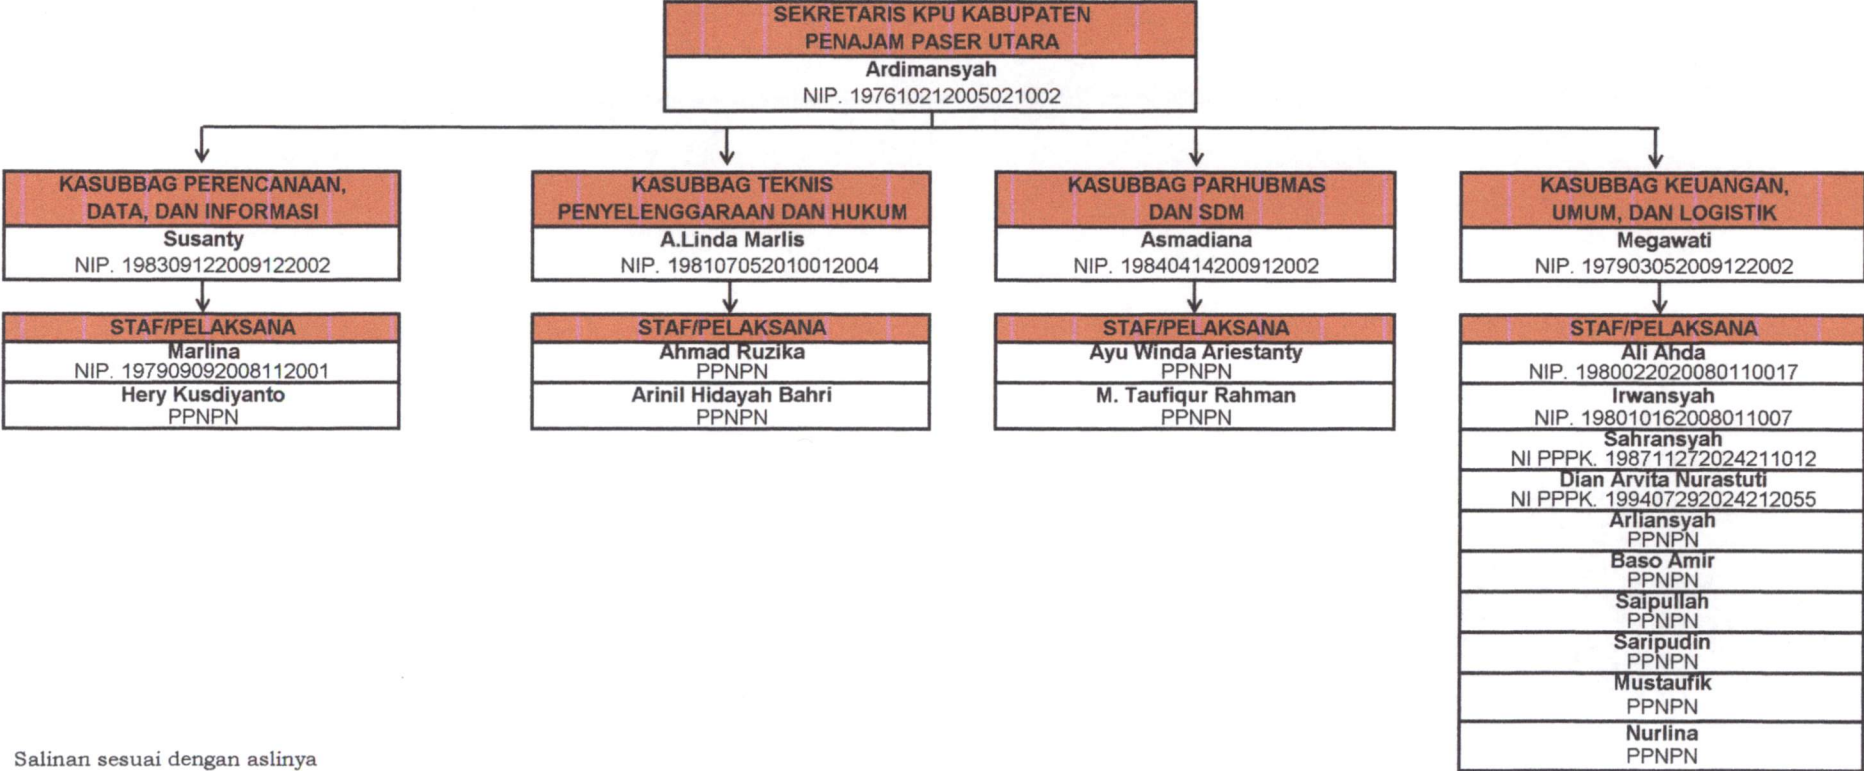 SEKRETARIS KPU KABUPATEN
PENAJAM PASER UTARA
Ardimansyah
NIP. 197610212005021002
KASUBBAG PERENCANAAN,
DATA, DAN INFORMASI
Susanty
NIP. 198309122009122002
STAF/PELAKSANA
Marlina
NIP. 197909092008112001
Hery Kusdiyanto
PPNPN
KASUBBAG TEKNIS
PENYELENGGARAAN DAN HUKUM
A.Linda Marlis
NIP. 198107052010012004
STAF/PELAKSANA
Ahmad Ruzika
PPNPN
Arinil Hidayah Bahri
PPNPN
KASUBBAG PARHUBMAS
DAN SDM
Asmadiana
NIP. 19840414200912002
STAF/PELAKSANA
Ayu Winda Ariestanty
PPNPN
M. Taufiqur Rahman
PPNPN
KASUBBAG KEUANGAN,
UMUM, DAN LOGISTIK
Megawati
NIP. 197903052009122002
STAF/PELAKSANA
Ali Ahda
NIP. 1980022020080110017
Irwansyah
NIP. 198010162008011007
Sahransyah
NI PPPK. 198711272024211012
Dian Arvita Nurastuti
NI PPPK. 199407292024212055
Arliansyah
PPNPN
Baso Amir
PPNPN
Saipullah
PPNPN
Saripudin
PPNPN
Mustaufik
PPNPN
Nurlina
PPNPN
Salinan sesuai dengan aslinya